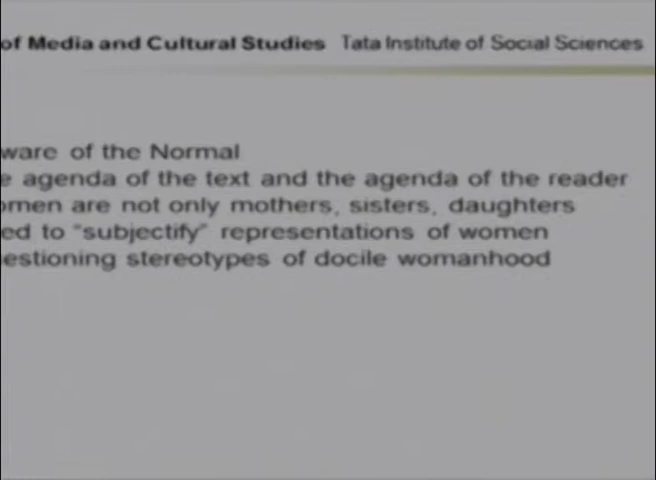 of Media and Cultural Studies Tata Institute of Social Sciences
ware of the Normal
e agenda of the text and the agenda of the reader
omen are not only mothers, sisters, daughters
ed to "subjectify" representations of women
estioning stereotypes of docile womanhood